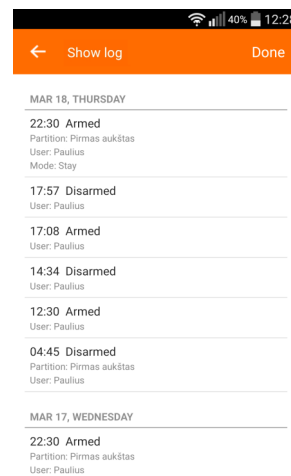 40% 12:28
Show log Done
MAR 18, THURSDAY
22:30 Armed
Partition: Pirmas aukštas
User: Paulius
Mode: Stay
17:57 Disarmed
User: Paulius
17:08 Armed
User: Paulius
14:34 Disarmed
User: Paulius
12:30 Armed
User: Paulius
04:45 Disarmed
Partition: Pirmas aukštas
User: Paulius
MAR 17, WEDNESDAY
22:30 Armed
Partition: Pirmas aukštas
User: Paulius